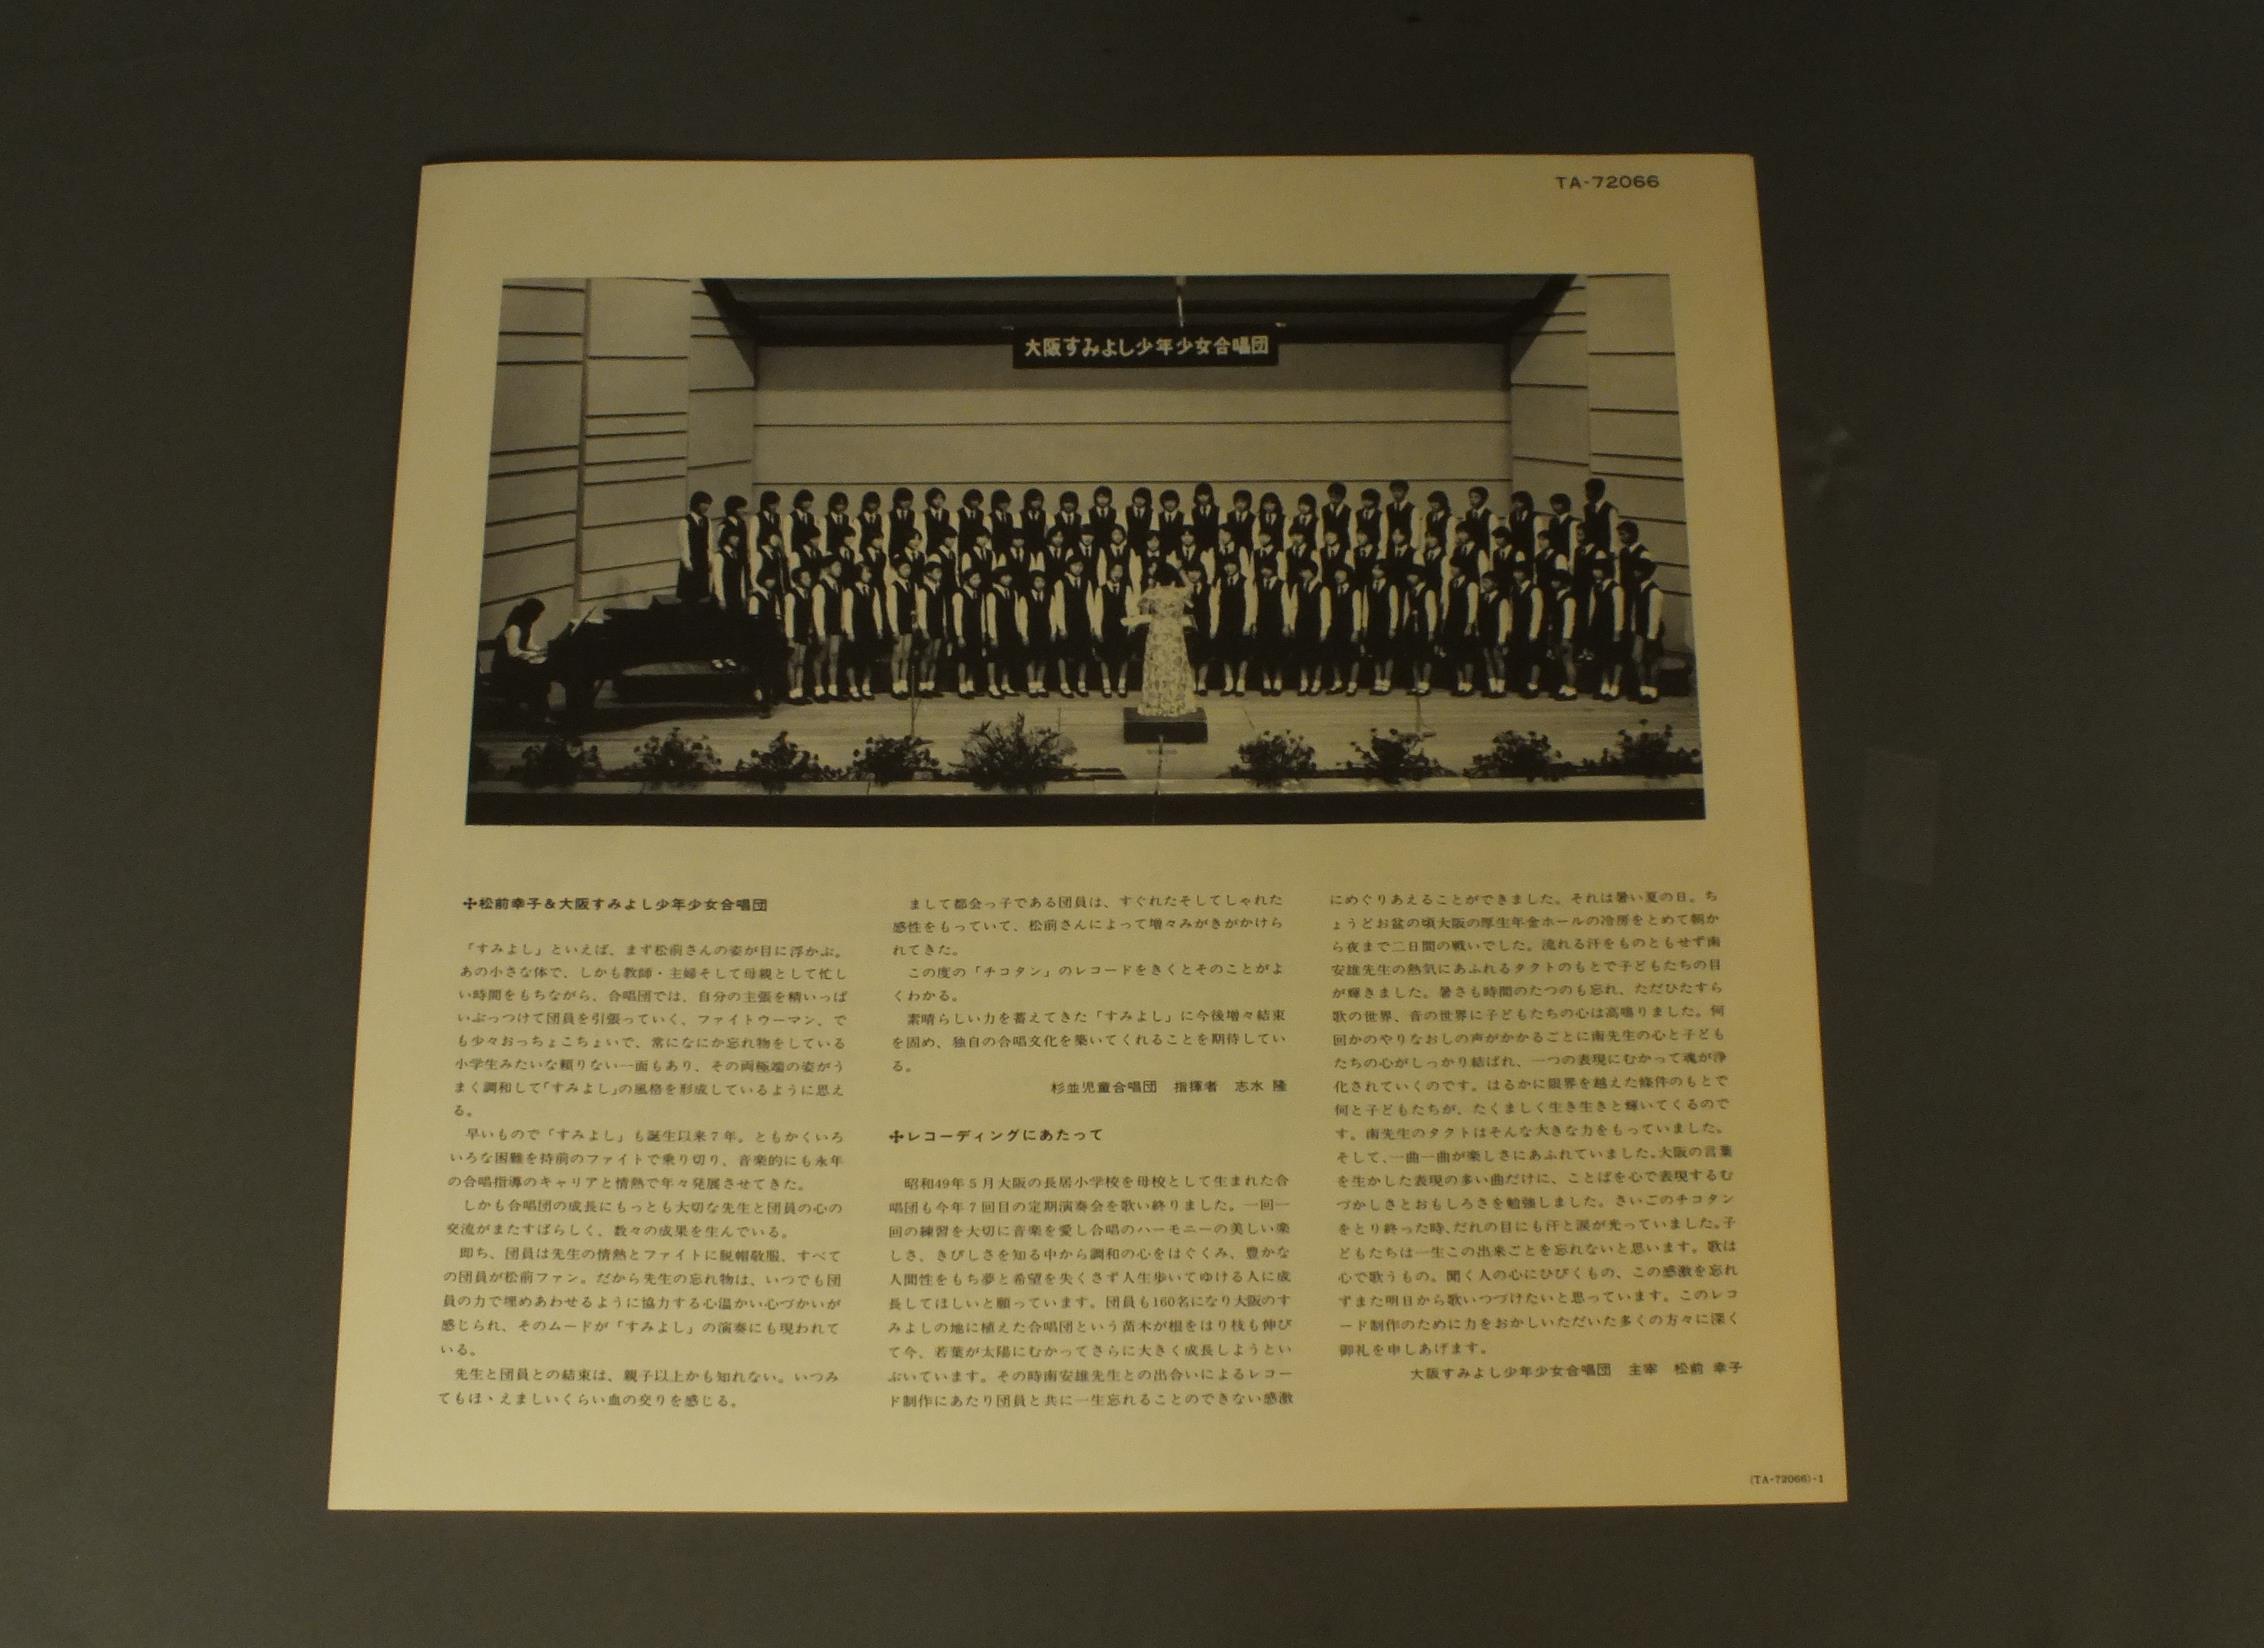 TA-72066
大阪すみよし少年少女合唱団
✢松前幸子＆大阪すみよし少年少女合唱団
「すみよし」といえば、まず松前さんの姿が目に浮かぶ。
あの小さな体で、しかも教師・主婦そして母親として忙し
い時間をもちながら、合唱団では、自分の主張を精いっぱ
いぶっつけて団員を引張っていく、ファイトウーマン、で
も少々おっちょこちょいで、常になにか忘れ物をしている
小学生みたいな頼りない一面もあり、その両極端の姿がう
まく調和して「すみよし」の風格を形成しているように思え
る。
早いもので「すみよし」も誕生以来７年。ともかくいろ
いろな困難を持前のファイトで乗り切り、音楽的にも永年
の合唱指導のキャリアと情熱で年々発展させてきた。
しかも合唱団の成長にもっとも大切な先生と団員の心の
交流がまたすばらしく、数々の成果を生んでいる。
即ち、団員は先生の情熱とファイトに脱帽敬服、すべて
の団員が松前ファン。だから先生の忘れ物は、いつでも団
員の力で埋めあわせるように協力する心温かい心づかいが
感じられ、そのムードが「すみよし」の演奏にも現われて
いる。
先生と団員との結束は、親子以上かも知れない。いつみ
てもほゝえましいくらい血の交りを感じる。
まして都会っ子である団員は、すぐれたそしてしゃれた
感性をもっていて、松前さんによって増々みがきがかけら
れてきた。
この度の「チコタン」のレコードをきくとそのことがよ
くわかる。
素晴らしい力を蓄えてきた「すみよし」に今後増々結束
を固め、独自の合唱文化を築いてくれることを期待してい
る。
杉並児童合唱団　指揮者　志水 隆
✢レコーディングにあたって
昭和49年５月大阪の長居小学校を母校として生まれた合
唱団も今年７回目の定期演奏会を歌い終りました。一回一
回の練習を大切に音楽を愛し合唱のハーモニーの美しい楽
しさ、きびしさを知る中から調和の心をはぐくみ、豊かな
人間性をもち夢と希望を失くさず人生歩いてゆける人に成
長してほしいと願っています。団員も160名になり大阪のす
みよしの地に植えた合唱団という苗木が根をはり枝も伸び
て今、若葉が太陽にむかってさらに大きく成長しようとい
ぶいています。その時南安雄先生との出合いによるレコー
ド制作にあたり団員と共に一生忘れることのできない感激
にめぐりあえることができました。それは暑い夏の日。ち
ょうどお盆の頃大阪の厚生年金ホールの冷房をとめて朝か
ら夜まで二日間の戦いでした。流れる汗をものともせず南
安雄先生の熱気にあふれるタクトのもとで子どもたちの目
が輝きました。暑さも時間のたつのも忘れ、ただひたすら
歌の世界、音の世界に子どもたちの心は高鳴りました。何
回かのやりなおしの声がかかるごとに南先生の心と子ども
たちの心がしっかり結ばれ、一つの表現にむかって魂が浄
化されていくのです。はるかに限界を越えた條件のもとで
何と子どもたちが、たくましく生き生きと輝いてくるので
す。南先生のタクトはそんな大きな力をもっていました。
そして、一曲一曲が楽しさにあふれていました。大阪の言葉
を生かした表現の多い曲だけに、ことばを心で表現するむ
づかしさとおもしろさを勉強しました。さいごのチコタン
をとり終った時、だれの目にも汗と涙が光っていました。子
どもたちは一生この出来ごとを忘れないと思います。歌は
心で歌うもの。聞く人の心にひびくもの、この感激を忘れ
ずまた明日から歌いつづけたいと思っています。このレコ
ード制作のために力をおかしいただいた多くの方々に深く
御礼を申しあげます。
大阪すみよし少年少女合唱団　主宰　松前 幸子
(TA-72066)-1